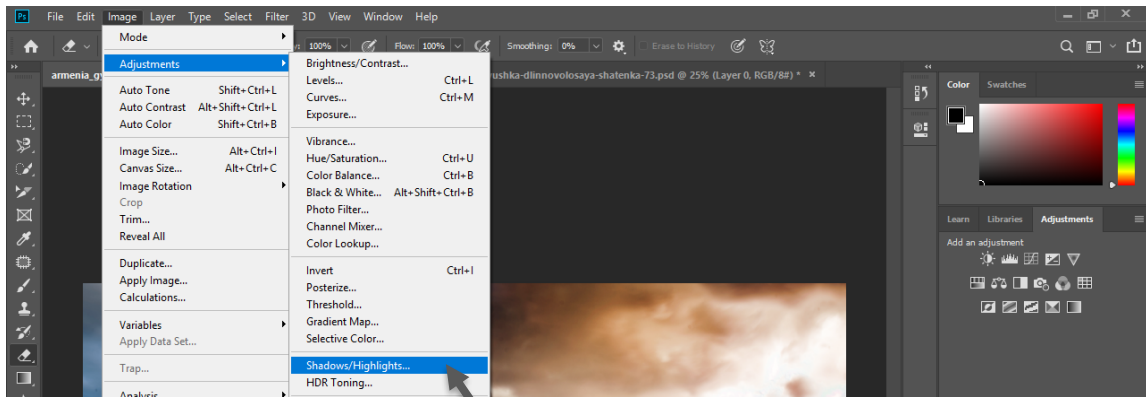 Ps File Edit Image Layer Type Select Filter 3D View Window Help
100% Flow: 100% Smoothing: 0% Erase to History
armenia_gy
ushka-dlinnovolosaya-shatenka-73.psd @ 25% (Layer 0, RGB/8#) * ×
Mode
Adjustments
Auto Tone Shift+Ctrl+L
Auto Contrast Alt+Shift+Ctrl+L
Auto Color Shift+Ctrl+B
Image Size... Alt+Ctrl+I
Canvas Size... Alt+Ctrl+C
Image Rotation
Crop
Trim...
Reveal All
Duplicate...
Apply Image...
Calculations...
Variables
Apply Data Set...
Trap...
Analysis
Brightness/Contrast...
Levels... Ctrl+L
Curves... Ctrl+M
Exposure...
Vibrance...
Hue/Saturation... Ctrl+U
Color Balance... Ctrl+B
Black & White... Alt+Shift+Ctrl+B
Photo Filter...
Channel Mixer...
Color Lookup...
Invert Ctrl+I
Posterize...
Threshold...
Gradient Map...
Selective Color...
Shadows/Highlights...
HDR Toning...
Color Swatches
Learn Libraries Adjustments
Add an adjustment